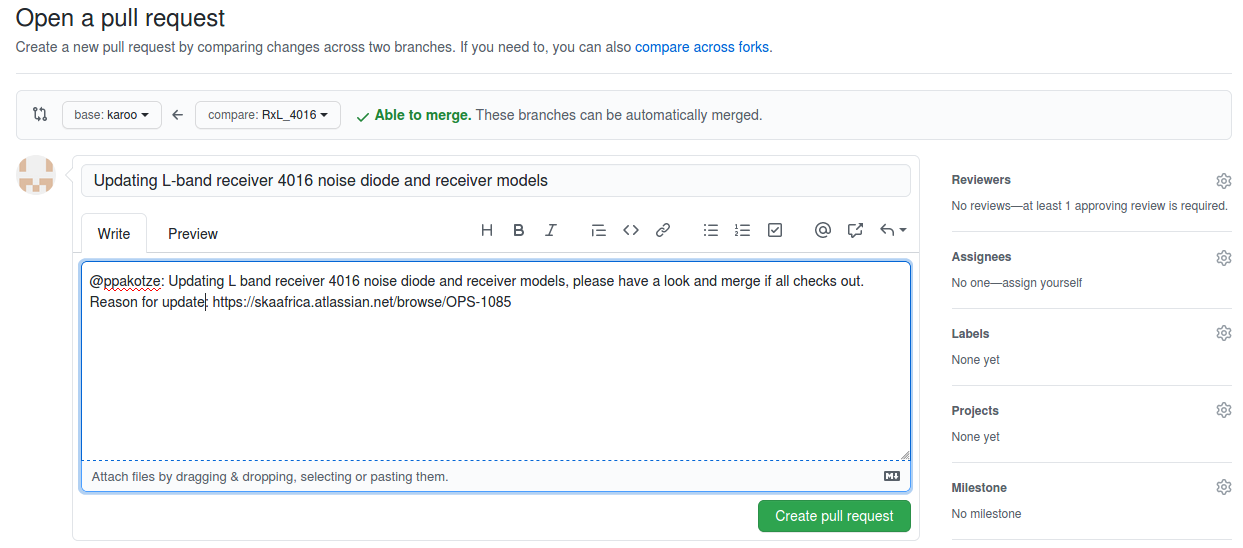 Open a pull request
Create a new pull request by comparing changes across two branches. If you need to, you can also compare across forks.
base: karoo
compare: RxL_4016
Able to merge. These branches can be automatically merged.
Updating L-band receiver 4016 noise diode and receiver models
Write
Preview
@ppakotze: Updating L band receiver 4016 noise diode and receiver models, please have a look and merge if all checks out.
Reason for update: https://skaafrica.atlassian.net/browse/OPS-1085
Attach files by dragging & dropping, selecting or pasting them.
Create pull request
Reviewers
No reviews—at least 1 approving review is required.
Assignees
No one—assign yourself
Labels
None yet
Projects
None yet
Milestone
No milestone